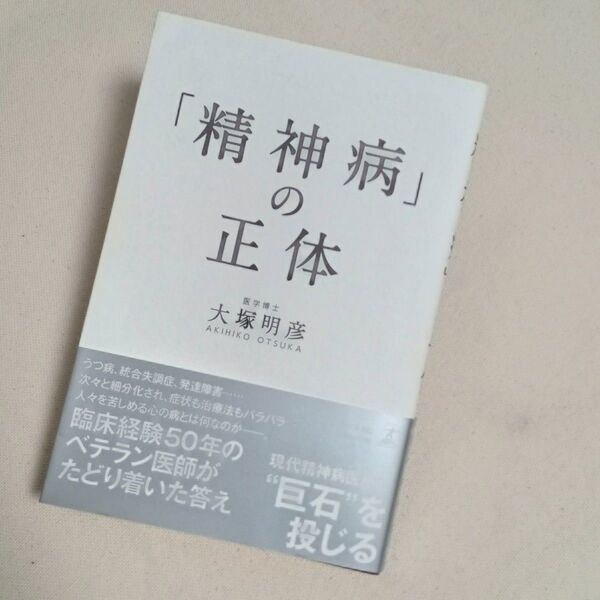 「精神病」
の
正体
医学博士
大塚明彦
AKIHIKO OTSUKA
うつ病、統合失調症、発達障害……
次々と細分化され、症状も治療法もバラバラ
人々を苦しめる心の病とは何なのか――。
臨床経験50年の
ベテラン医師が
たどり着いた答え
現代精神病医
“巨石”を
投じる